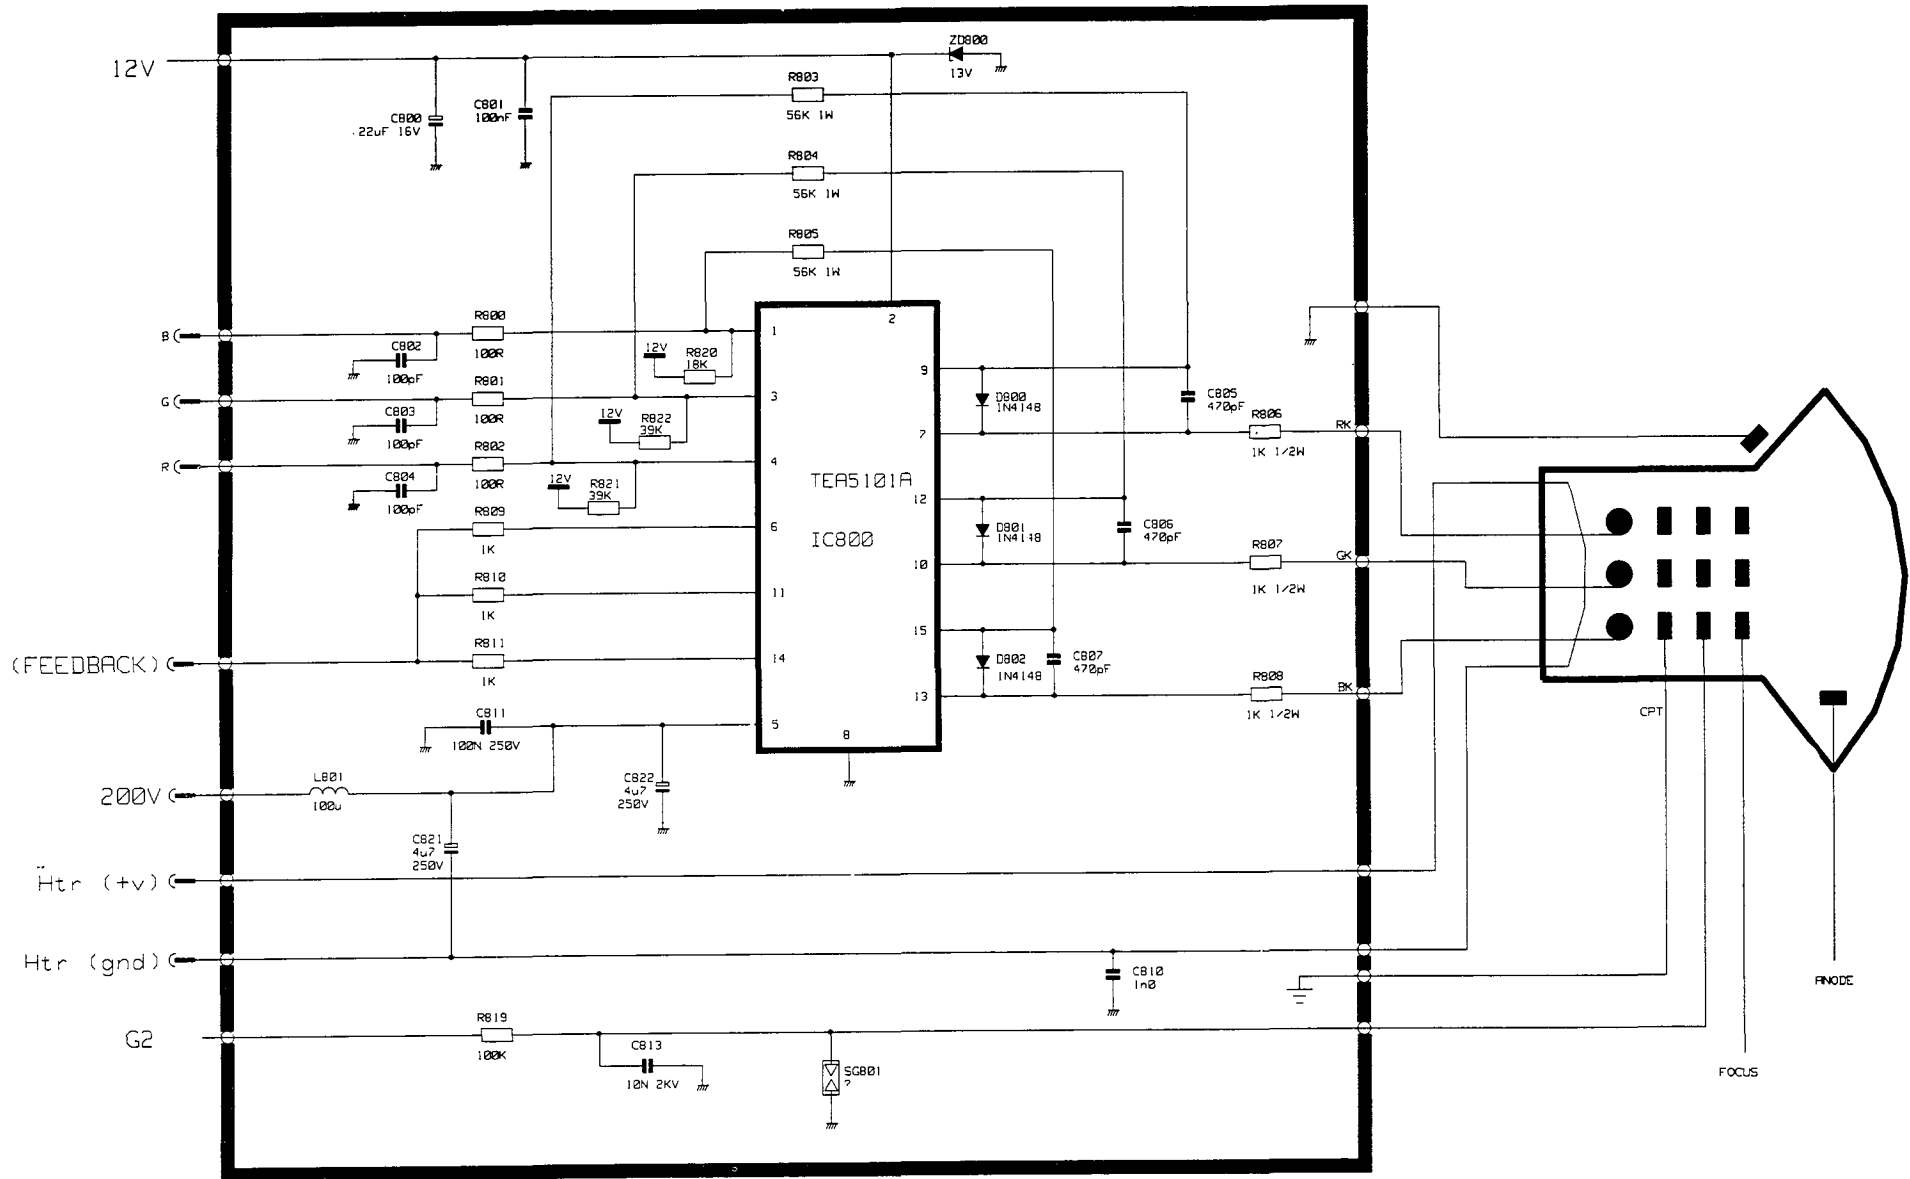 12V
ZD800
13V
C800
22uF 16V
C801
100nF
R803
56K 1W
R804
56K 1W
R805
56K 1W
B
R800
100R
C802
100pF
12V
R820
18K
1
2
G
R801
100R
C803
100pF
12V
R822
39K
3
R
R802
100R
C804
100pF
12V
R821
39K
4
TEA5101A
IC800
R809
1K
6
R810
1K
11
(FEEDBACK)
R811
1K
14
C811
100N 250V
5
8
9
D800
1N4148
7
C805
470pF
R806
1K 1/2W
RK
12
D801
1N4148
10
C806
470pF
R807
1K 1/2W
GK
15
D802
1N4148
13
C807
470pF
R808
1K 1/2W
BK
CPT
200V
L801
100u
C822
4u7
250V
C821
4u7
250V
Htr (+v)
Htr (gnd)
C810
1n0
ANODE
G2
R819
100K
C813
10N 2KV
SG801
?
FOCUS